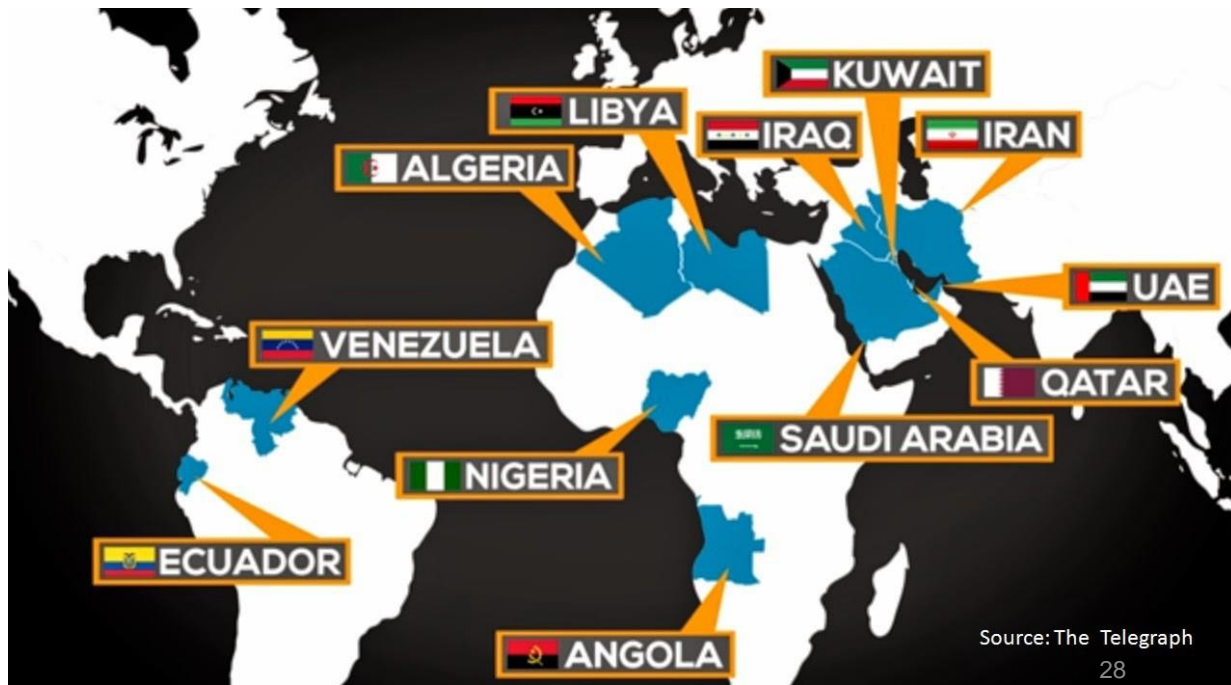 KUWAIT
LIBYA
IRAQ
IRAN
ALGERIA
UAE
VENEZUELA
QATAR
SAUDI ARABIA
NIGERIA
ECUADOR
ANGOLA
Source: The Telegraph
28